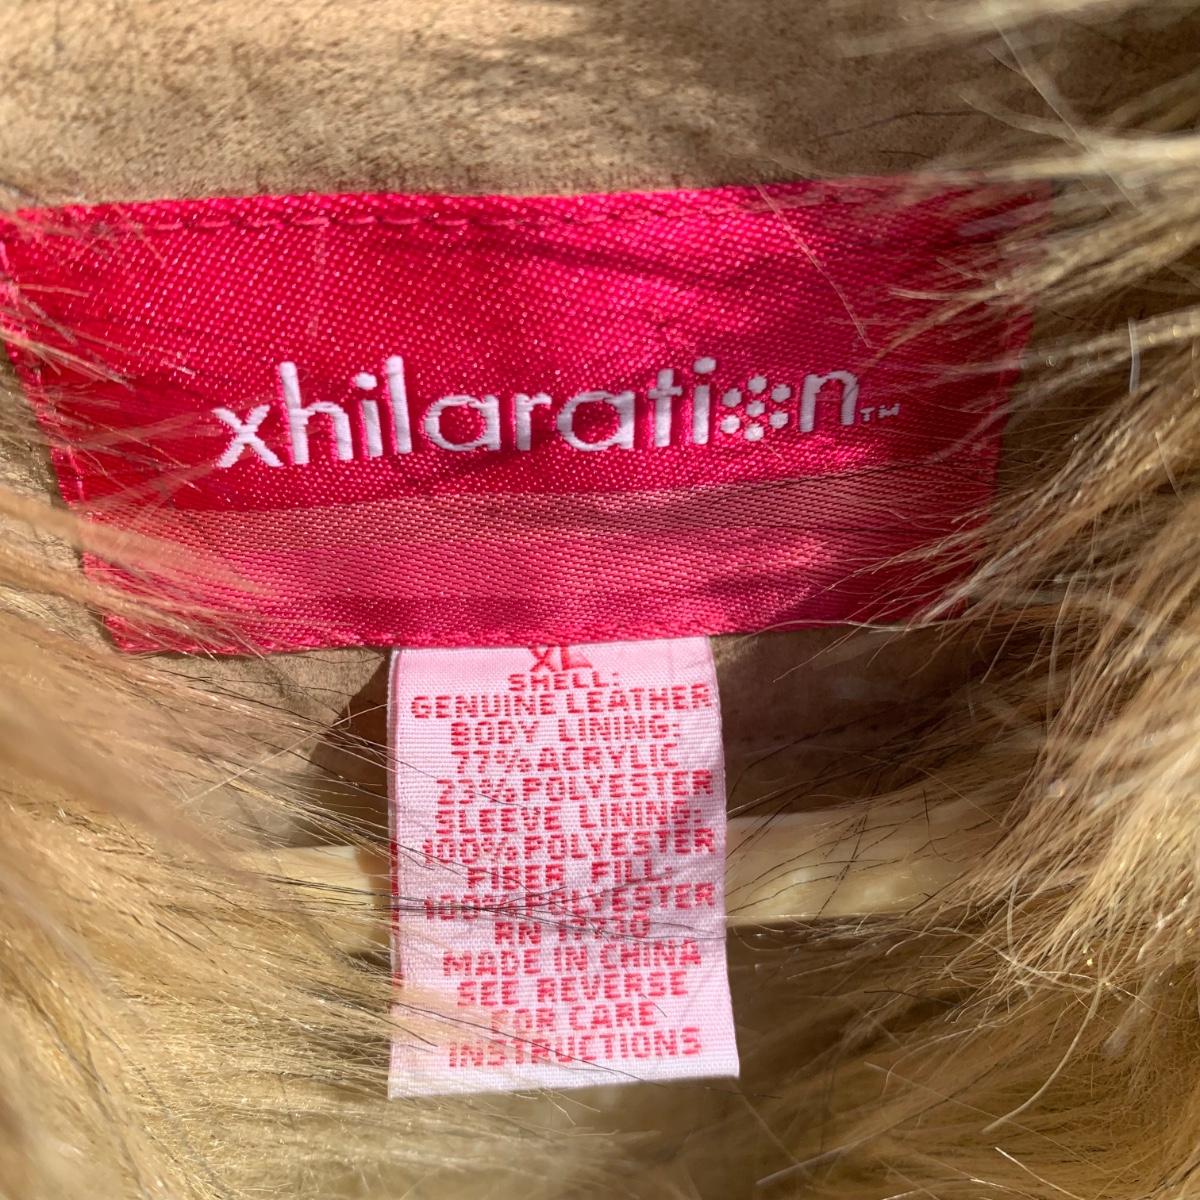 xhilaration™
XL
SHELL:
GENUINE LEATHER
BODY LINING:
77% ACRYLIC
23% POLYESTER
SLEEVE LINING:
100% POLYESTER
FIBER FILL:
100% POLYESTER
RN
MADE IN CHINA
SEE REVERSE
FOR CARE
INSTRUCTIONS